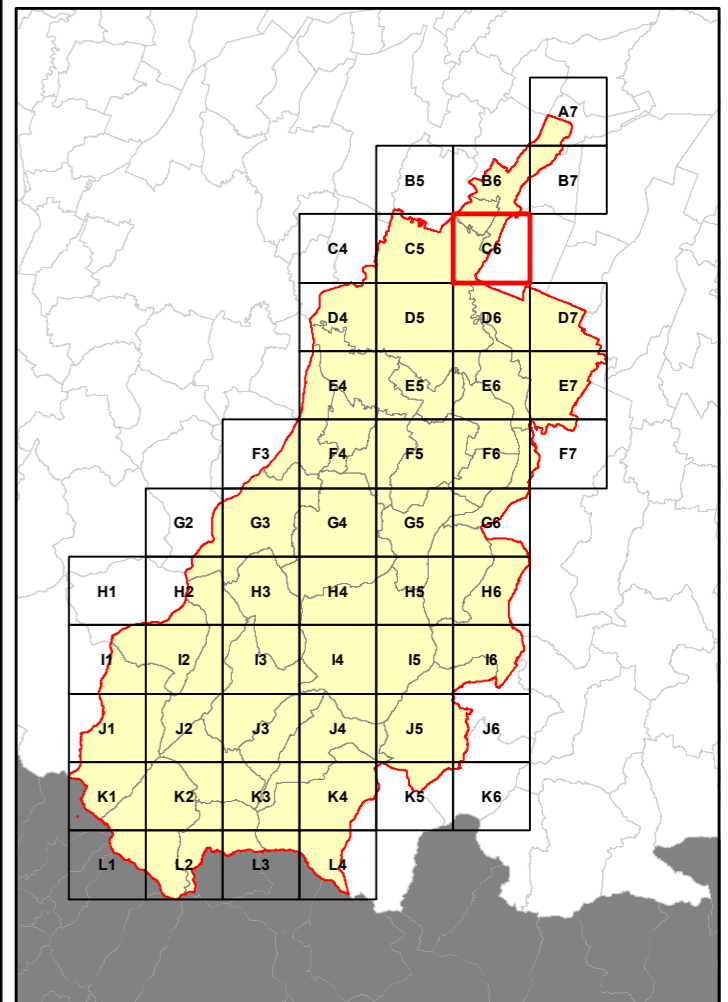 A7
B5 B6 B7
C4 C5 C6
D4 D5 D6 D7
E4 E5 E6 E7
F3 F4 F5 F6 F7
G2 G3 G4 G5 G6
H1 H2 H3 H4 H5 H6
I1 I2 I3 I4 I5 I6
J1 J2 J3 J4 J5 J6
K1 K2 K3 K4 K5 K6
L1 L2 L3 L4